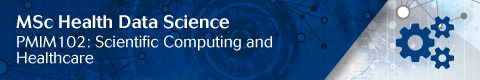 MSc Health Data Science
PMIM102: Scientific Computing and
Healthcare